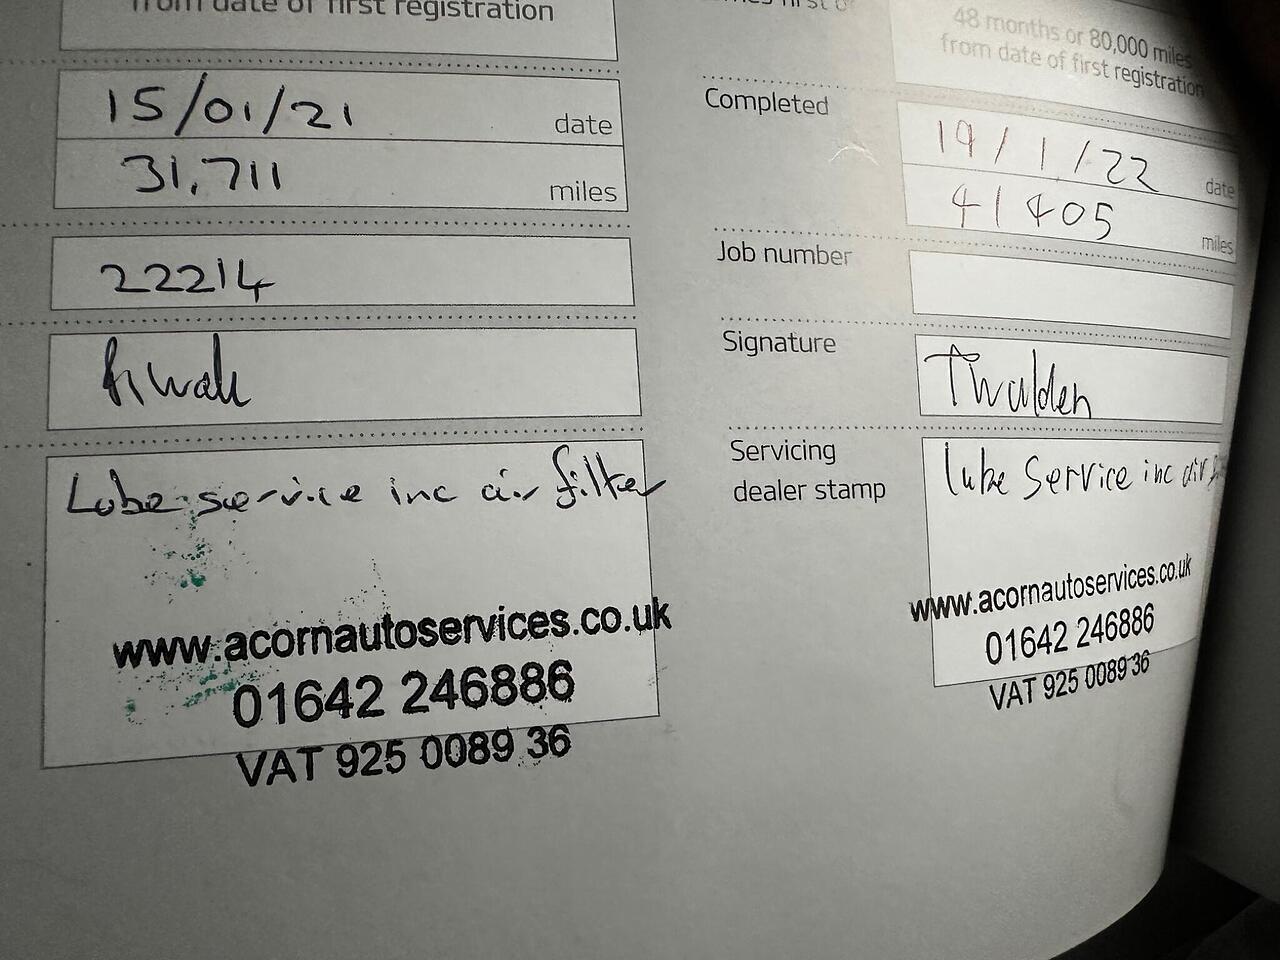 from date of first registration
15/01/21
date
31,711
miles
22214
Lube service inc air filter
www.acornautoservices.co.uk
01642 246886
VAT 925 0089 36
48 months or 80,000 miles
from date of first registration
Completed
19/1/22
date
41405
miles
Job number
Signature
Twalden
Servicing
dealer stamp
lube Service inc air
www.acornautoservices.co.uk
01642 246886
VAT 925 0089 36